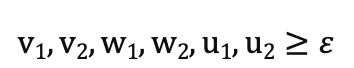 v₁, v₂, w₁, w₂, u₁, u₂ ≥ ε